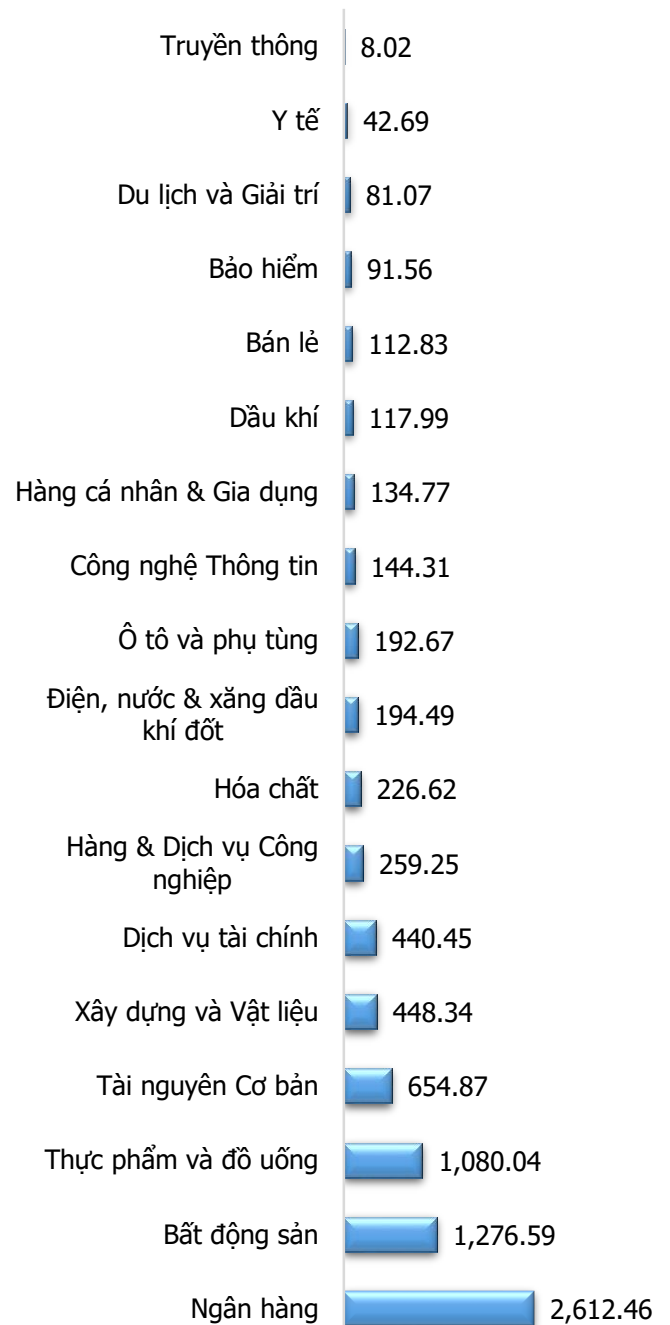 Truyền thông 8.02
Y tế 42.69
Du lịch và Giải trí 81.07
Bảo hiểm 91.56
Bán lẻ 112.83
Dầu khí 117.99
Hàng cá nhân & Gia dụng 134.77
Công nghệ Thông tin 144.31
Ô tô và phụ tùng 192.67
Điện, nước & xăng dầu
khí đốt 194.49
Hóa chất 226.62
Hàng & Dịch vụ Công
nghiệp 259.25
Dịch vụ tài chính 440.45
Xây dựng và Vật liệu 448.34
Tài nguyên Cơ bản 654.87
Thực phẩm và đồ uống 1,080.04
Bất động sản 1,276.59
Ngân hàng 2,612.46